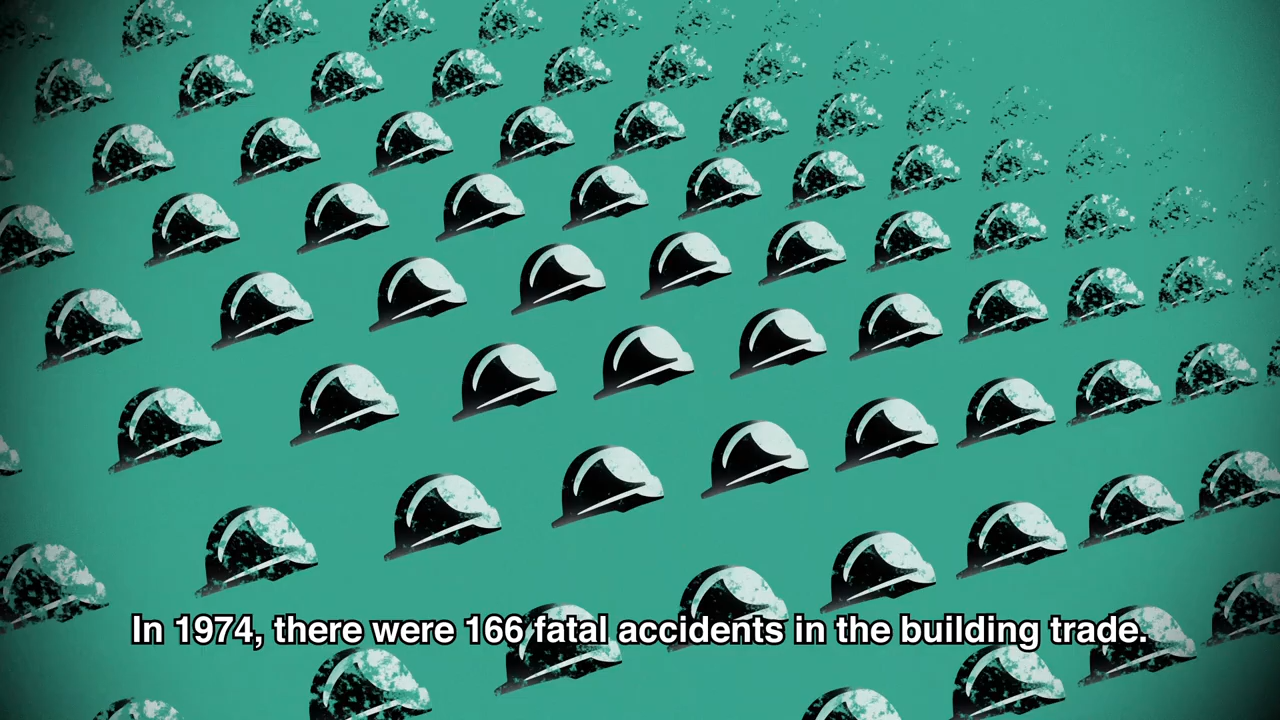 In 1974, there were 166 fatal accidents in the building trade.